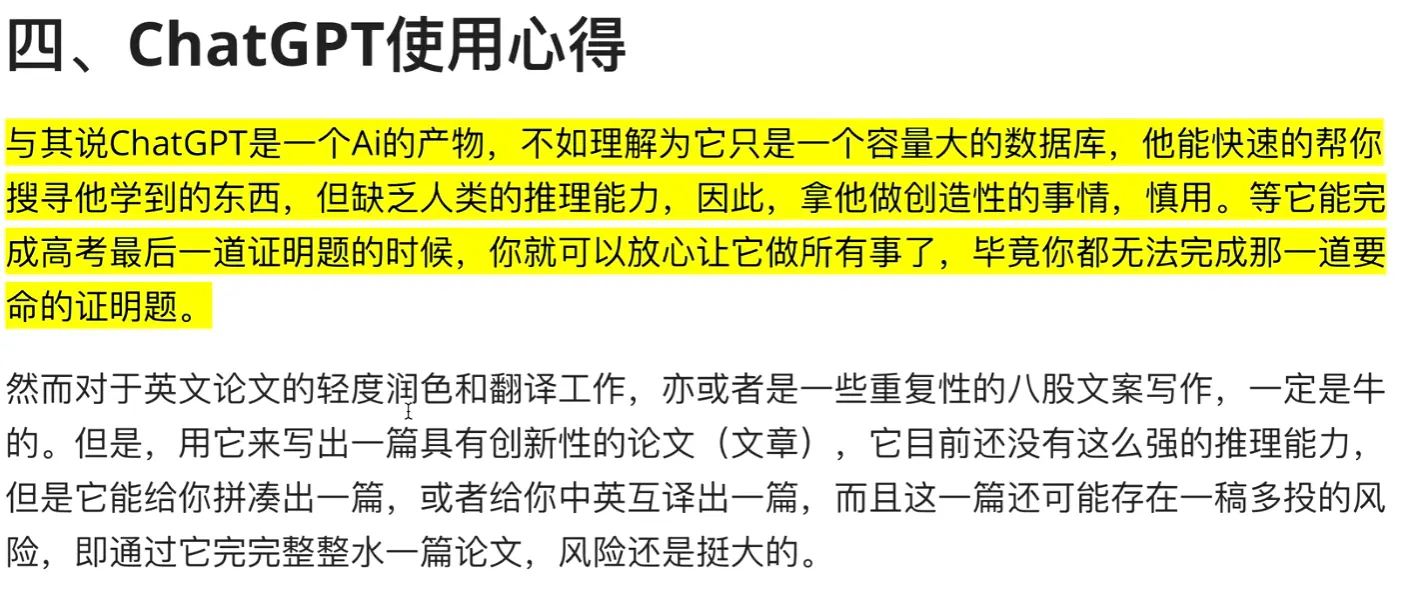 四、ChatGPT使用心得
与其说ChatGPT是一个Ai的产物，不如理解为它只是一个容量大的数据库，他能快速的帮你
搜寻他学到的东西，但缺乏人类的推理能力，因此，拿他做创造性的事情，慎用。等它能完
成高考最后一道证明题的时候，你就可以放心让它做所有事了，毕竟你都无法完成那一道要
命的证明题。
然而对于英文论文的轻度润色和翻译工作，亦或者是一些重复性的八股文案写作，一定是牛
的。但是，用它来写出一篇具有创新性的论文（文章），它目前还没有这么强的推理能力，
但是它能给你拼凑出一篇，或者给你中英互译出一篇，而且这一篇还可能存在一稿多投的风
险，即通过它完完整整水一篇论文，风险还是挺大的。